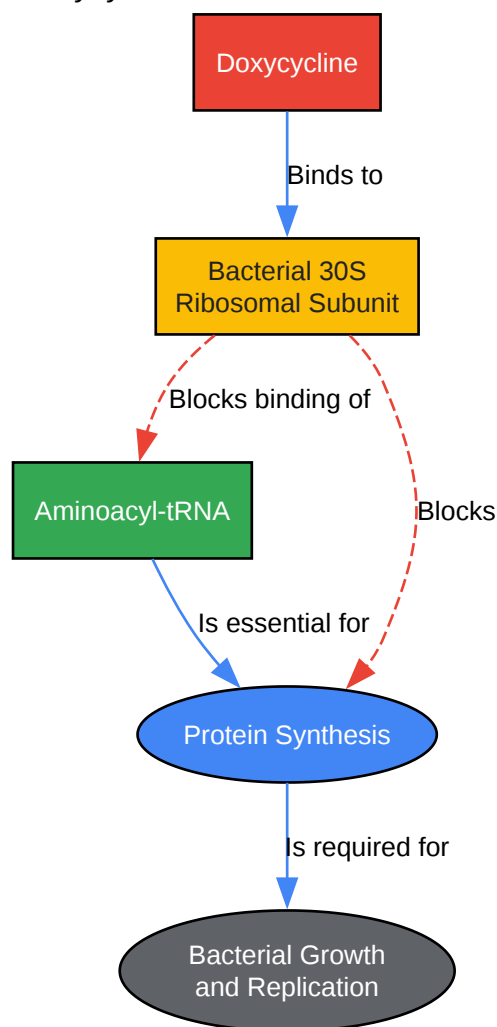 Doxycycline
Binds to
Bacterial 30S
Ribosomal Subunit
Blocks binding of
Aminoacyl-tRNA
Blocks
Is essential for
Protein Synthesis
Is required for
Bacterial Growth
and Replication